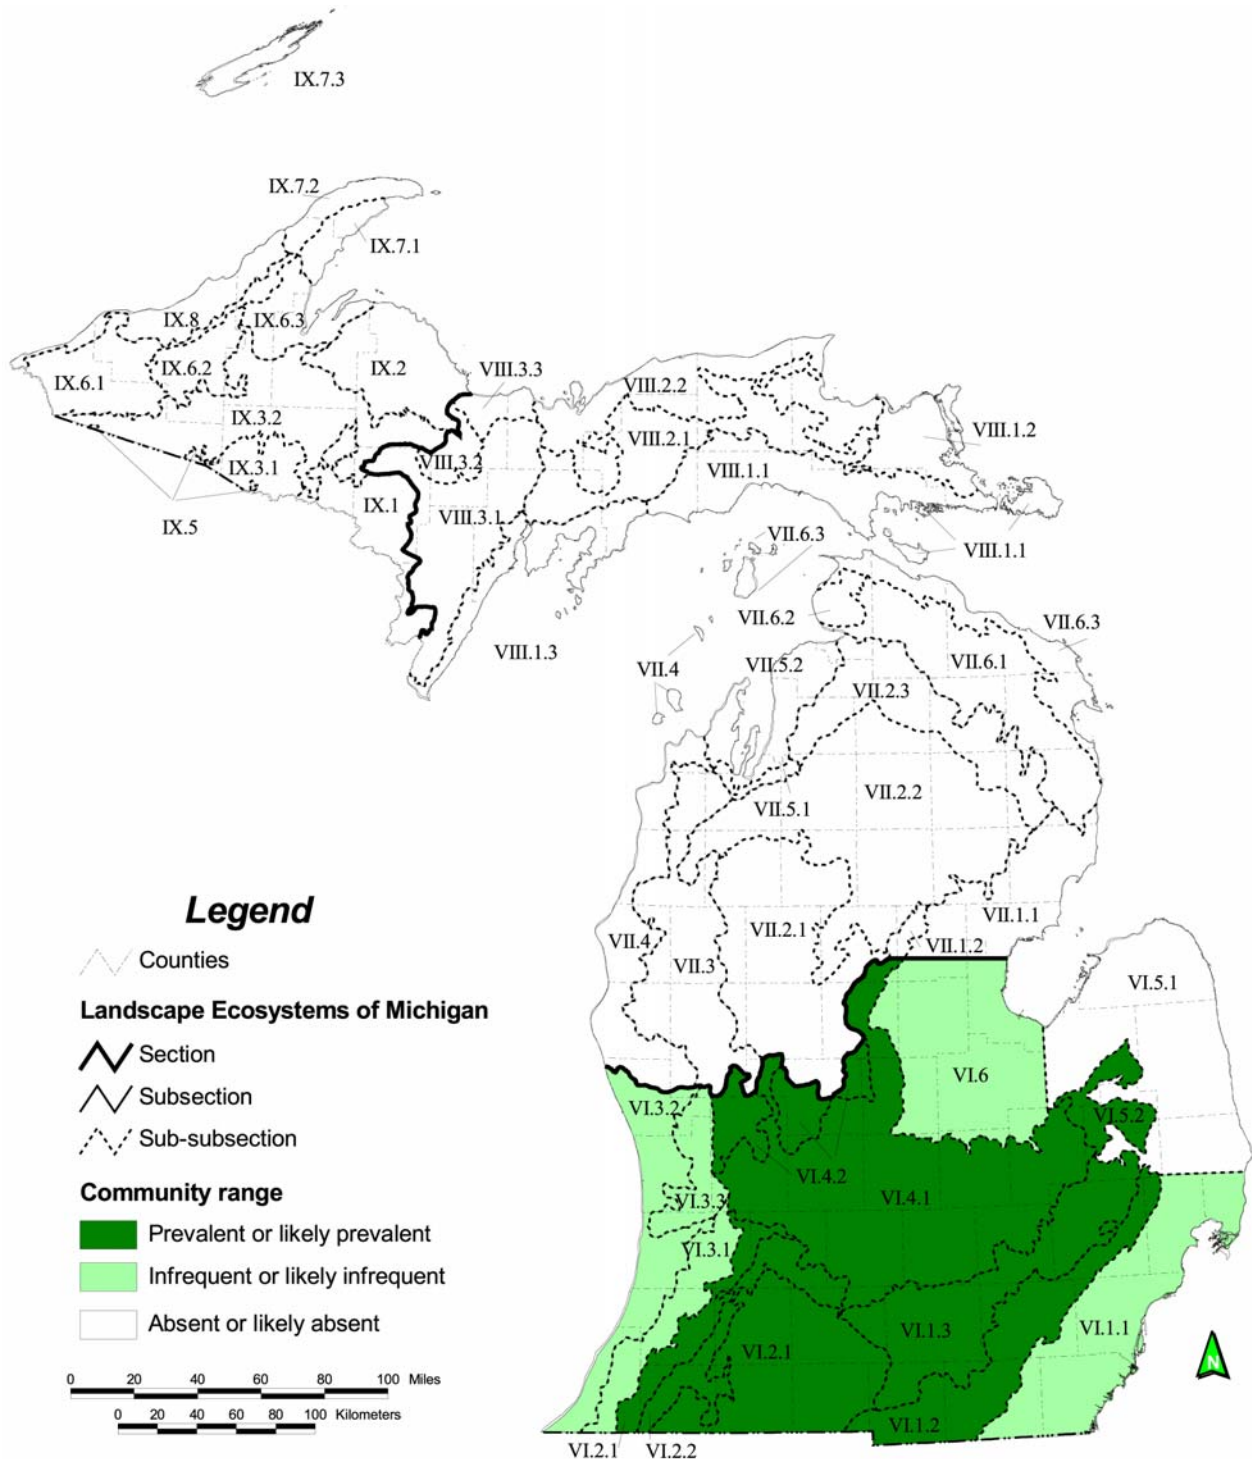 IX.7.3
IX.7.2
IX.7.1
IX.8
IX.6.3
IX.6.1
IX.6.2
IX.2
VIII.3.3
VIII.2.2
IX.3.2
VIII.2.1
VIII.1.2
IX.3.1
VIII.3.2
VIII.1.1
IX.1
IX.5
VIII.3.1
VII.6.3
VIII.1.1
VII.6.2
VII.6.3
VIII.1.3
VII.4
VII.5.2
VII.6.1
VII.2.3
VII.5.1
VII.2.2
VII.4
VII.3
VII.2.1
VII.1.2
VII.1.1
VI.5.1
VI.6
VI.3.2
VI.5.2
VI.4.2
VI.4.1
VI.3.3
VI.3.1
VI.2.1
VI.1.3
VI.1.1
VI.1.2
VI.2.1
VI.2.2
N
Legend
Counties
Landscape Ecosystems of Michigan
Section
Subsection
Sub-subsection
Community range
Prevalent or likely prevalent
Infrequent or likely infrequent
Absent or likely absent
0 20 40 60 80 100 Miles
0 20 40 60 80 100 Kilometers